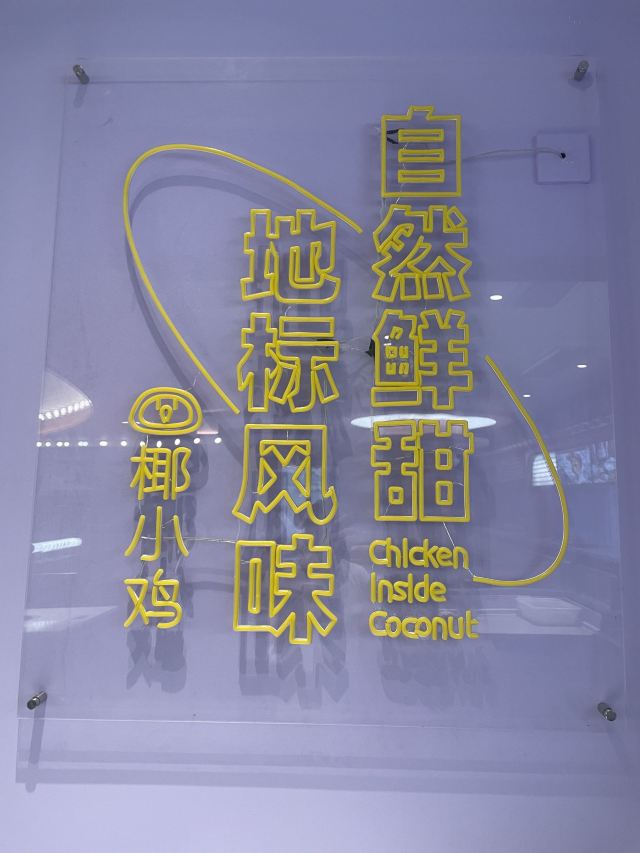 自然鲜甜
地标风味
椰小鸡
Chicken
Inside
Coconut